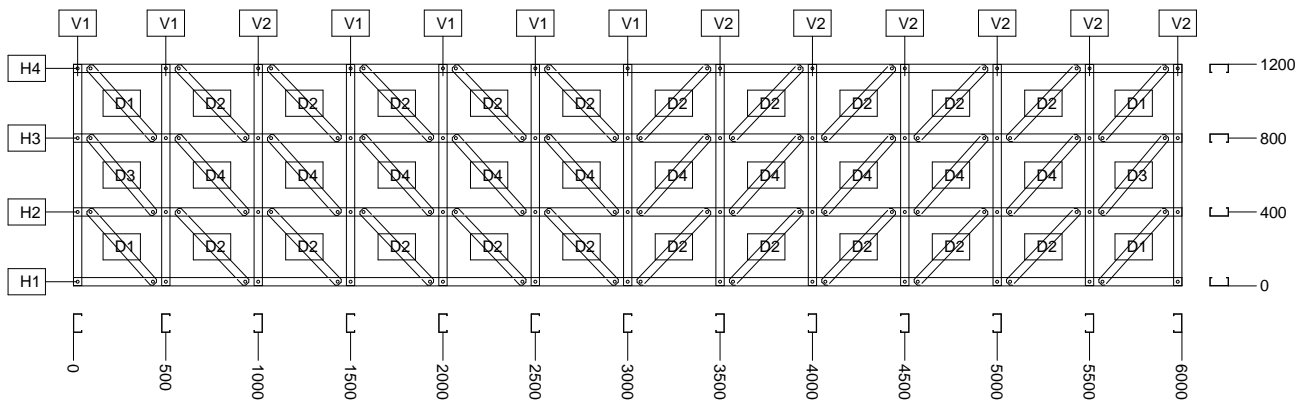 V1 V1 V2 V1 V1 V1 V1 V2 V2 V2 V2 V2 V2
H4 1200
D1 D2 D2 D2 D2 D2 D2 D2 D2 D2 D2 D1
H3 800
D3 D4 D4 D4 D4 D4 D4 D4 D4 D4 D4 D3
H2 400
D1 D2 D2 D2 D2 D2 D2 D2 D2 D2 D2 D1
H1 0
0 500 1000 1500 2000 2500 3000 3500 4000 4500 5000 5500 6000